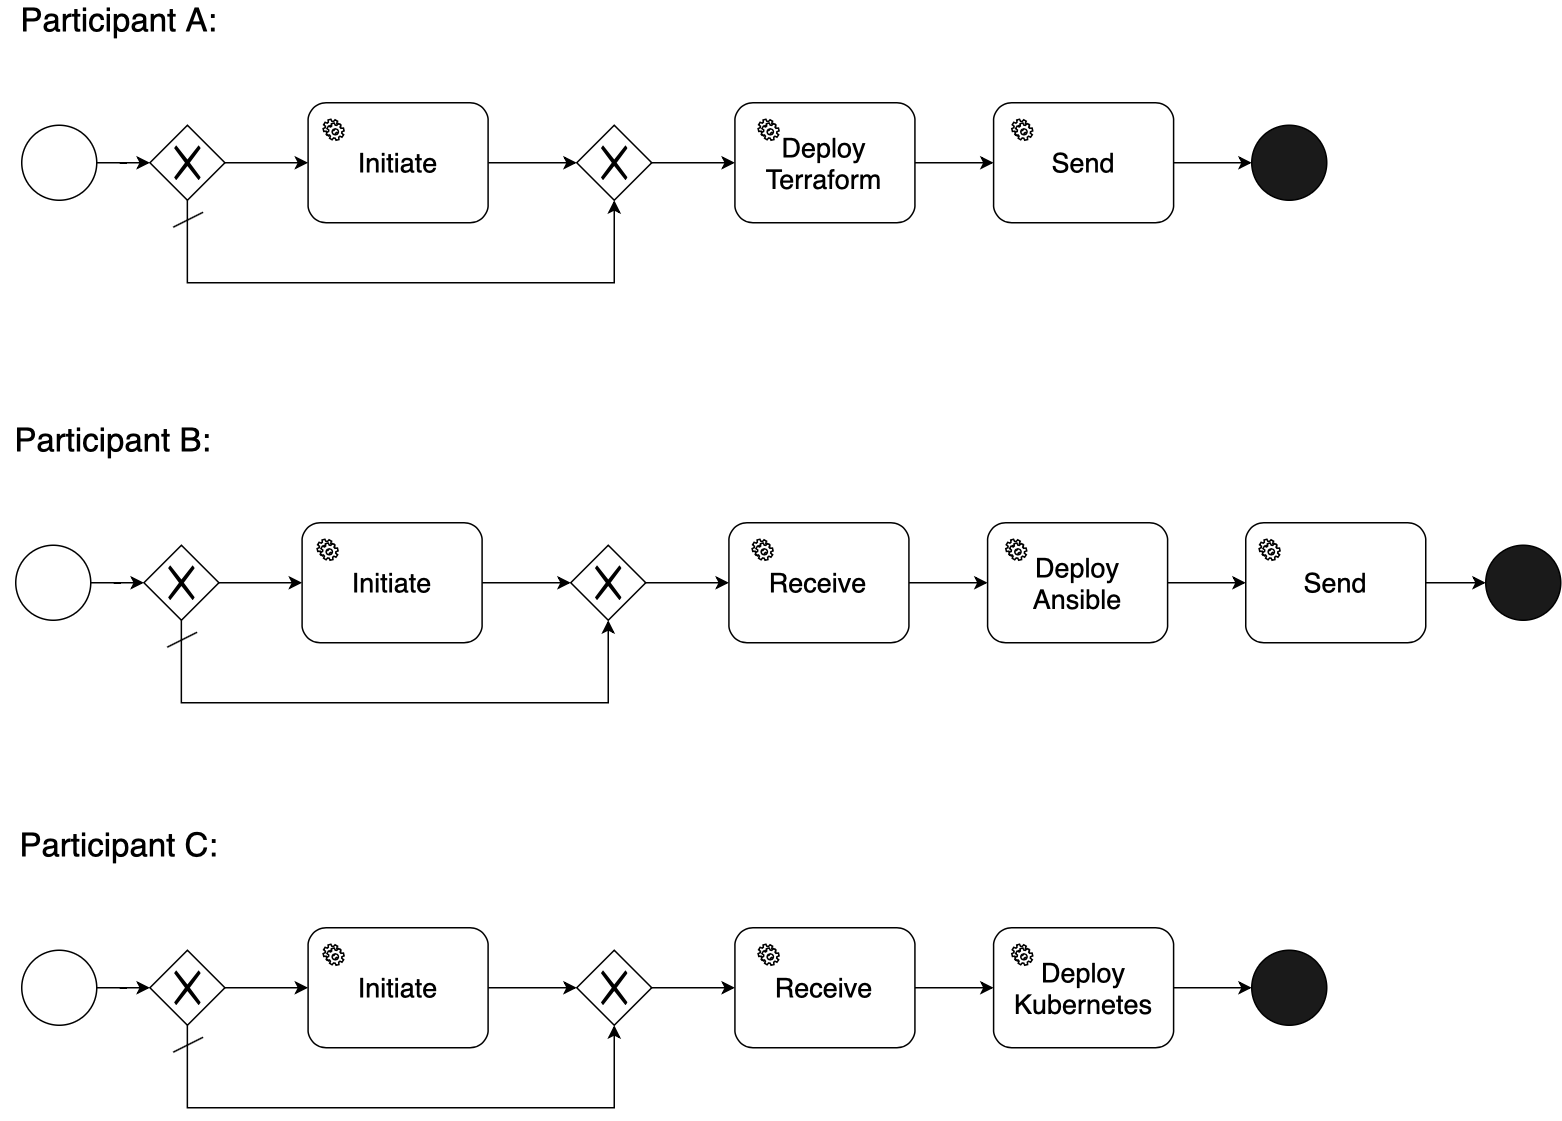 Participant A:
Initiate
Deploy
Terraform
Send
Participant B:
Initiate
Receive
Deploy
Ansible
Send
Participant C:
Initiate
Receive
Deploy
Kubernetes